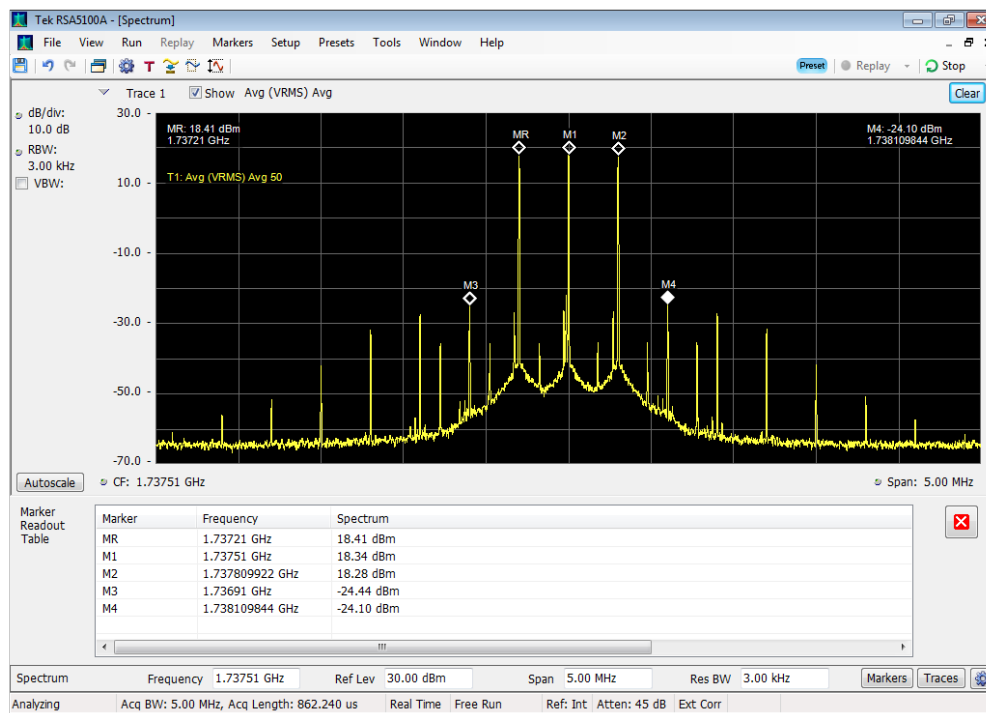 Tek RSA5100A - [Spectrum]
File View Run Replay Markers Setup Presets Tools Window Help
T Preset Replay Stop
Trace 1 Show Avg (VRMS) Avg Clear
dB/div:
10.0 dB
RBW:
3.00 kHz
VBW:
30.0
10.0
-10.0
-30.0
-50.0
-70.0
MR: 18.41 dBm
1.73721 GHz
T1: Avg (VRMS) Avg 50
M4: -24.10 dBm
1.738109844 GHz
MR M1 M2
M3 M4
Autoscale CF: 1.73751 GHz Span: 5.00 MHz
Marker
Readout
Table
Marker Frequency Spectrum
MR 1.73721 GHz 18.41 dBm
M1 1.73751 GHz 18.34 dBm
M2 1.737809922 GHz 18.28 dBm
M3 1.73691 GHz -24.44 dBm
M4 1.738109844 GHz -24.10 dBm
Spectrum Frequency 1.73751 GHz Ref Lev 30.00 dBm Span 5.00 MHz Res BW 3.00 kHz Markers Traces
Analyzing Acq BW: 5.00 MHz, Acq Length: 862.240 us Real Time Free Run Ref: Int Atten: 45 dB Ext Corr